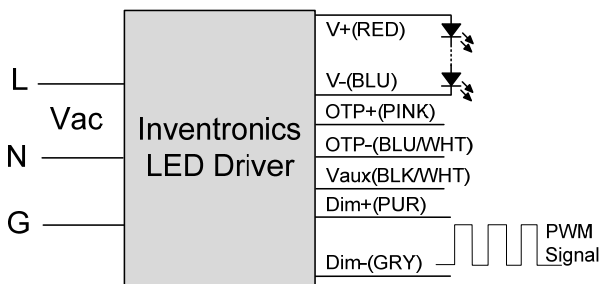 L
Vac
N
G
Inventronics
LED Driver
V+(RED)
V-(BLU)
OTP+(PINK)
OTP-(BLU/WHT)
Vaux(BLK/WHT)
Dim+(PUR)
Dim-(GRY)
PWM
Signal